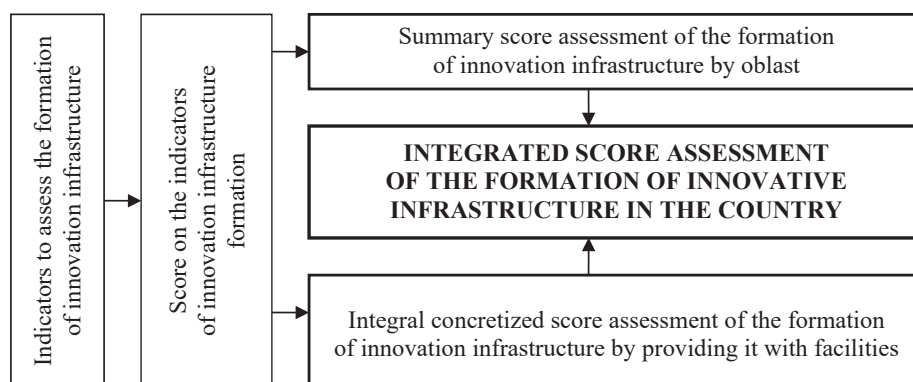 Indicators to assess the formation
of innovation infrastructure
Score on the indicators
of innovation infrastructure
formation
Summary score assessment of the formation
of innovation infrastructure by oblast
INTEGRATED SCORE ASSESSMENT
OF THE FORMATION OF INNOVATIVE
INFRASTRUCTURE IN THE COUNTRY
Integral concretized score assessment of the formation
of innovation infrastructure by providing it with facilities